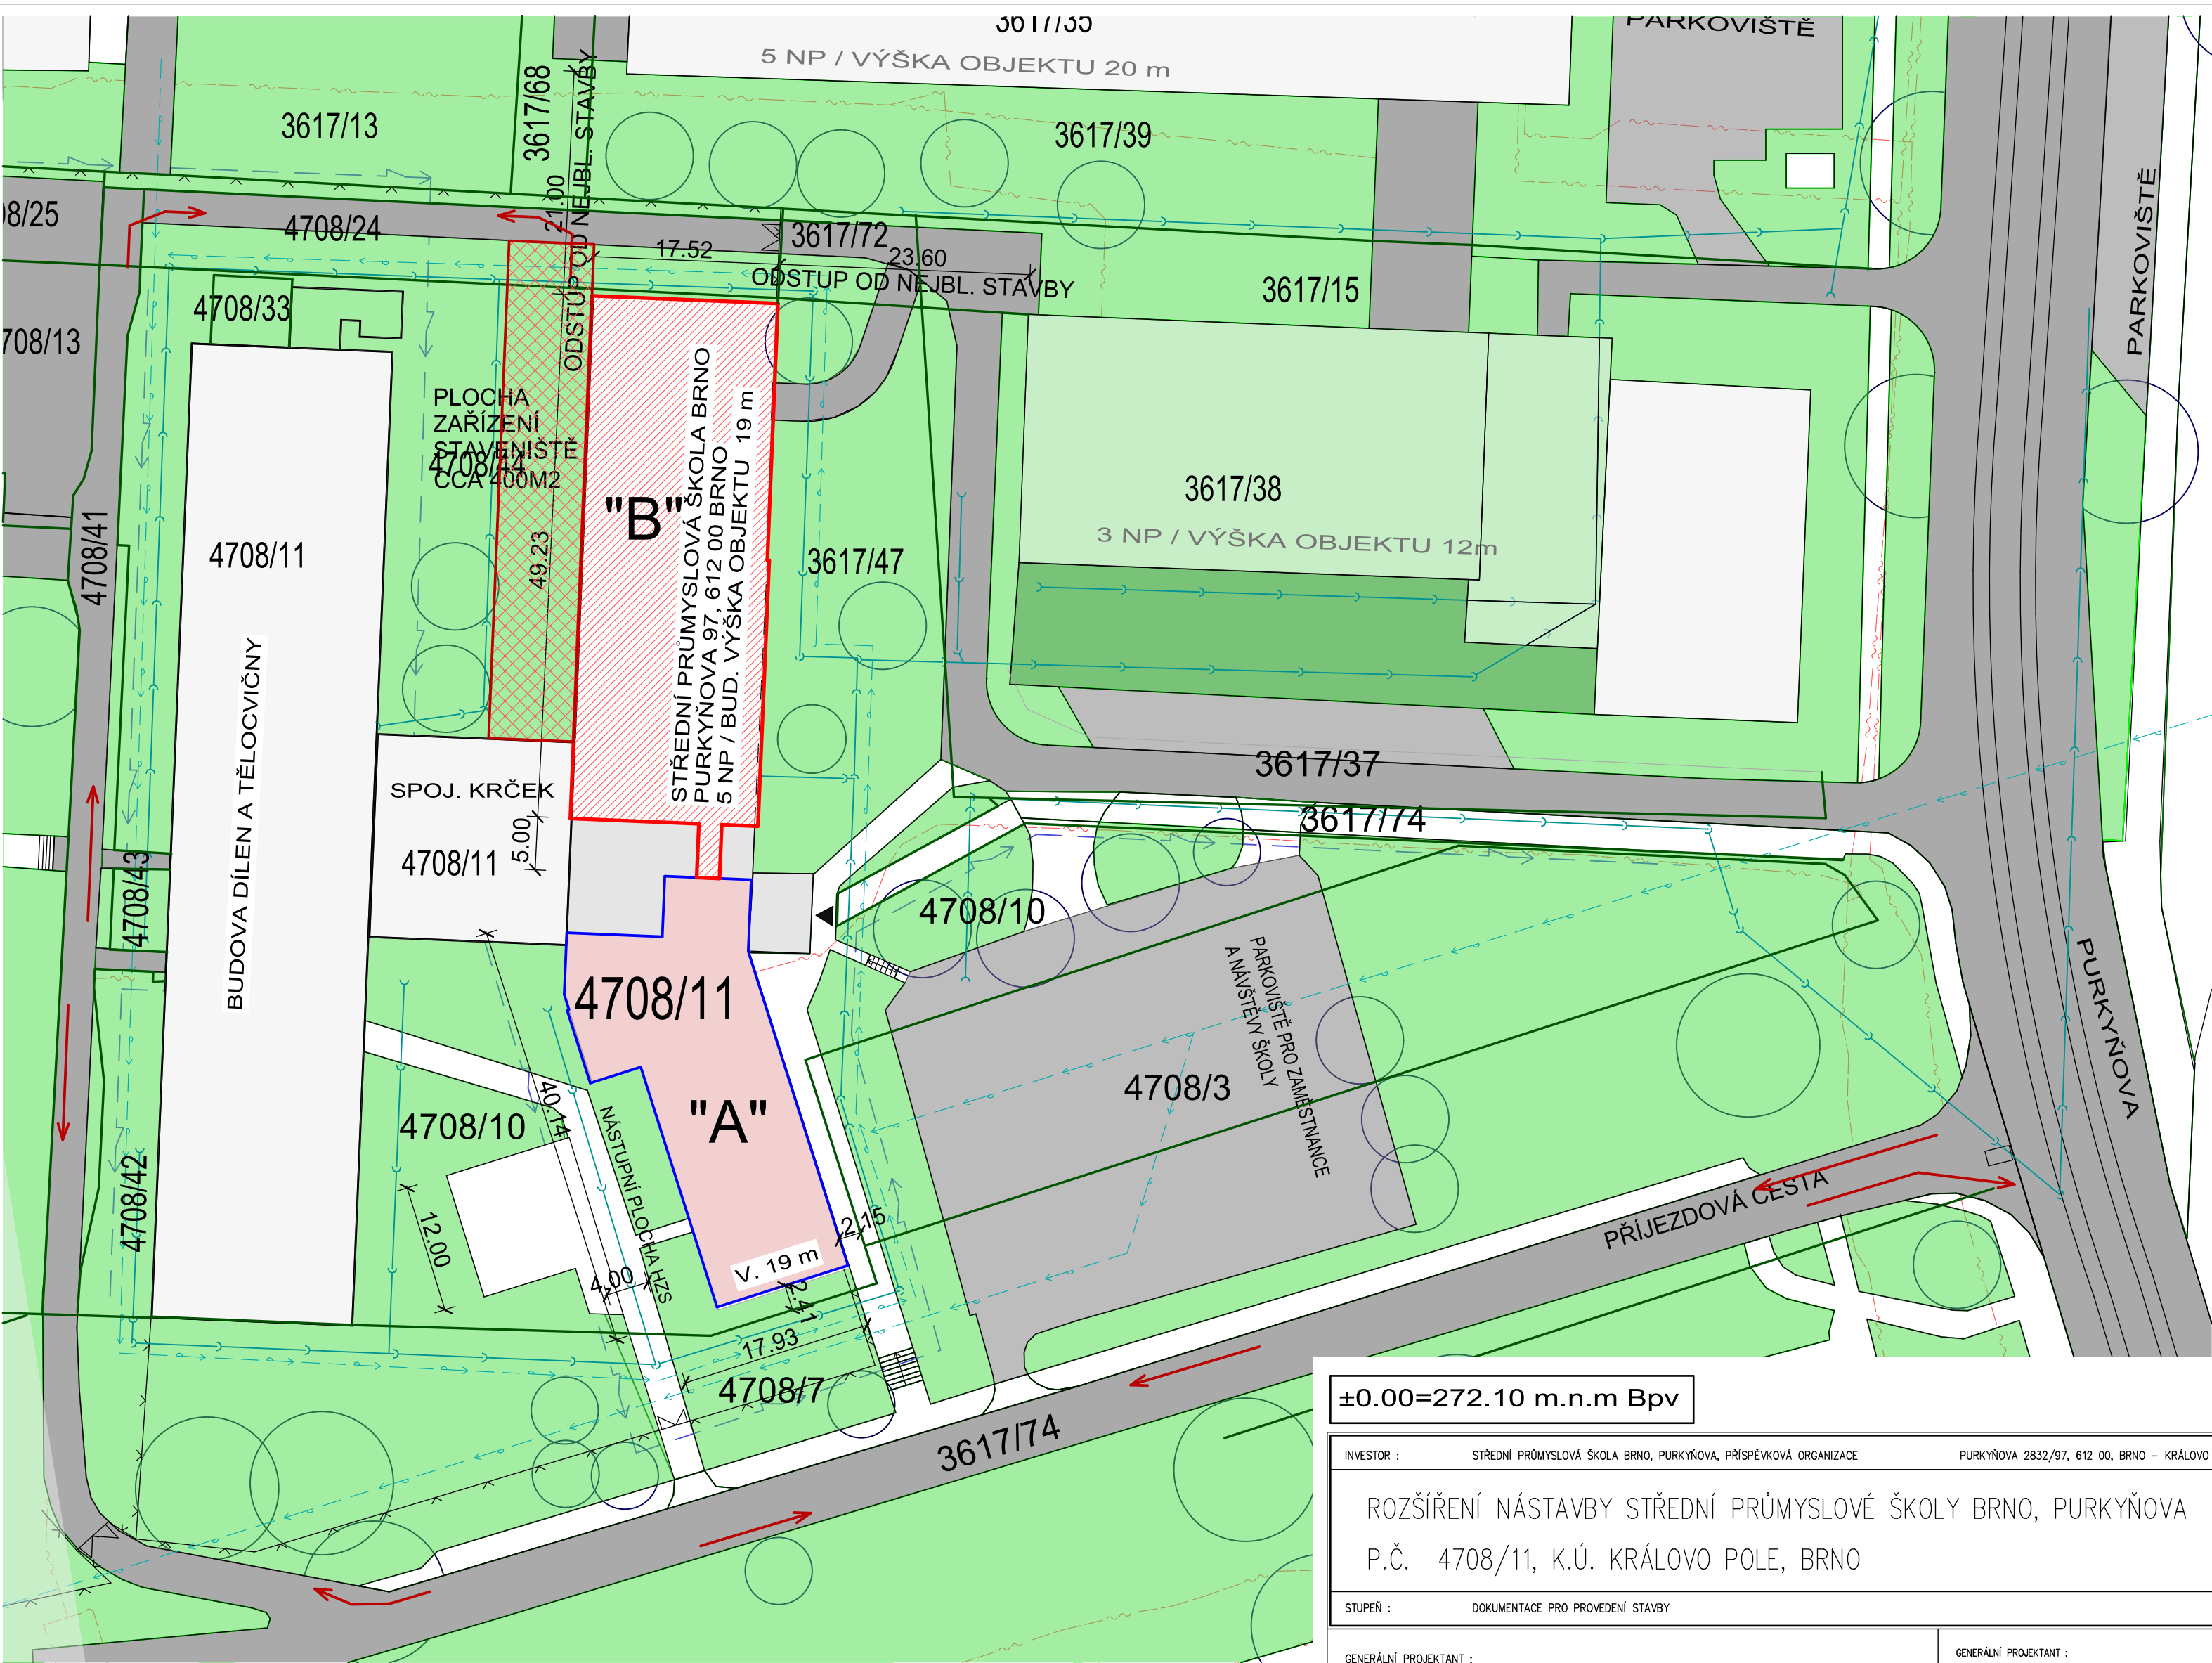 3617/35
5 NP / VÝŠKA OBJEKTU 20 m
PARKOVIŠTĚ
3617/68
3617/13
3617/39
21.00
ODSTUP OD NEJBL. STAVBY
08/25
4708/24
3617/72
17.52
23.60
ODSTUP OD NEJBL. STAVBY
3617/15
PARKOVIŠTĚ
4708/33
708/13
PLOCHA
ZAŘÍZENÍ
STAVENIŠTĚ
4708/44
CCA 400M2
"B"
STŘEDNÍ PRŮMYSLOVÁ ŠKOLA BRNO
PURKYŇOVA 97, 612 00 BRNO
5 NP / BUD. VÝŠKA OBJEKTU 19 m
3617/38
3 NP / VÝŠKA OBJEKTU 12m
4708/41
4708/11
49.23
3617/47
BUDOVA DÍLEN A TĚLOCVIČNY
SPOJ. KRČEK
4708/11
5.00
3617/37
3617/74
4708/43
4708/10
4708/11
PARKOVIŠTĚ PRO ZAMĚSTNANCE
A NÁVŠTĚVY ŠKOLY
PURKYŇOVA
4708/3
"A"
40.14
4708/10
NÁSTUPNÍ PLOCHA HZS
4708/42
12.00
4.00
V. 19 m
2.15
2.41
PŘÍJEZDOVÁ CESTA
17.93
4708/7
3617/74
±0.00=272.10 m.n.m Bpv
INVESTOR : STŘEDNÍ PRŮMYSLOVÁ ŠKOLA BRNO, PURKYŇOVA, PŘÍSPĚVKOVÁ ORGANIZACE PURKYŇOVA 2832/97, 612 00, BRNO – KRÁLOVO
ROZŠÍŘENÍ NÁSTAVBY STŘEDNÍ PRŮMYSLOVÉ ŠKOLY BRNO, PURKYŇOVA
P.Č. 4708/11, K.Ú. KRÁLOVO POLE, BRNO
STUPEŇ : DOKUMENTACE PRO PROVEDENÍ STAVBY
GENERÁLNÍ PROJEKTANT : GENERÁLNÍ PROJEKTANT :